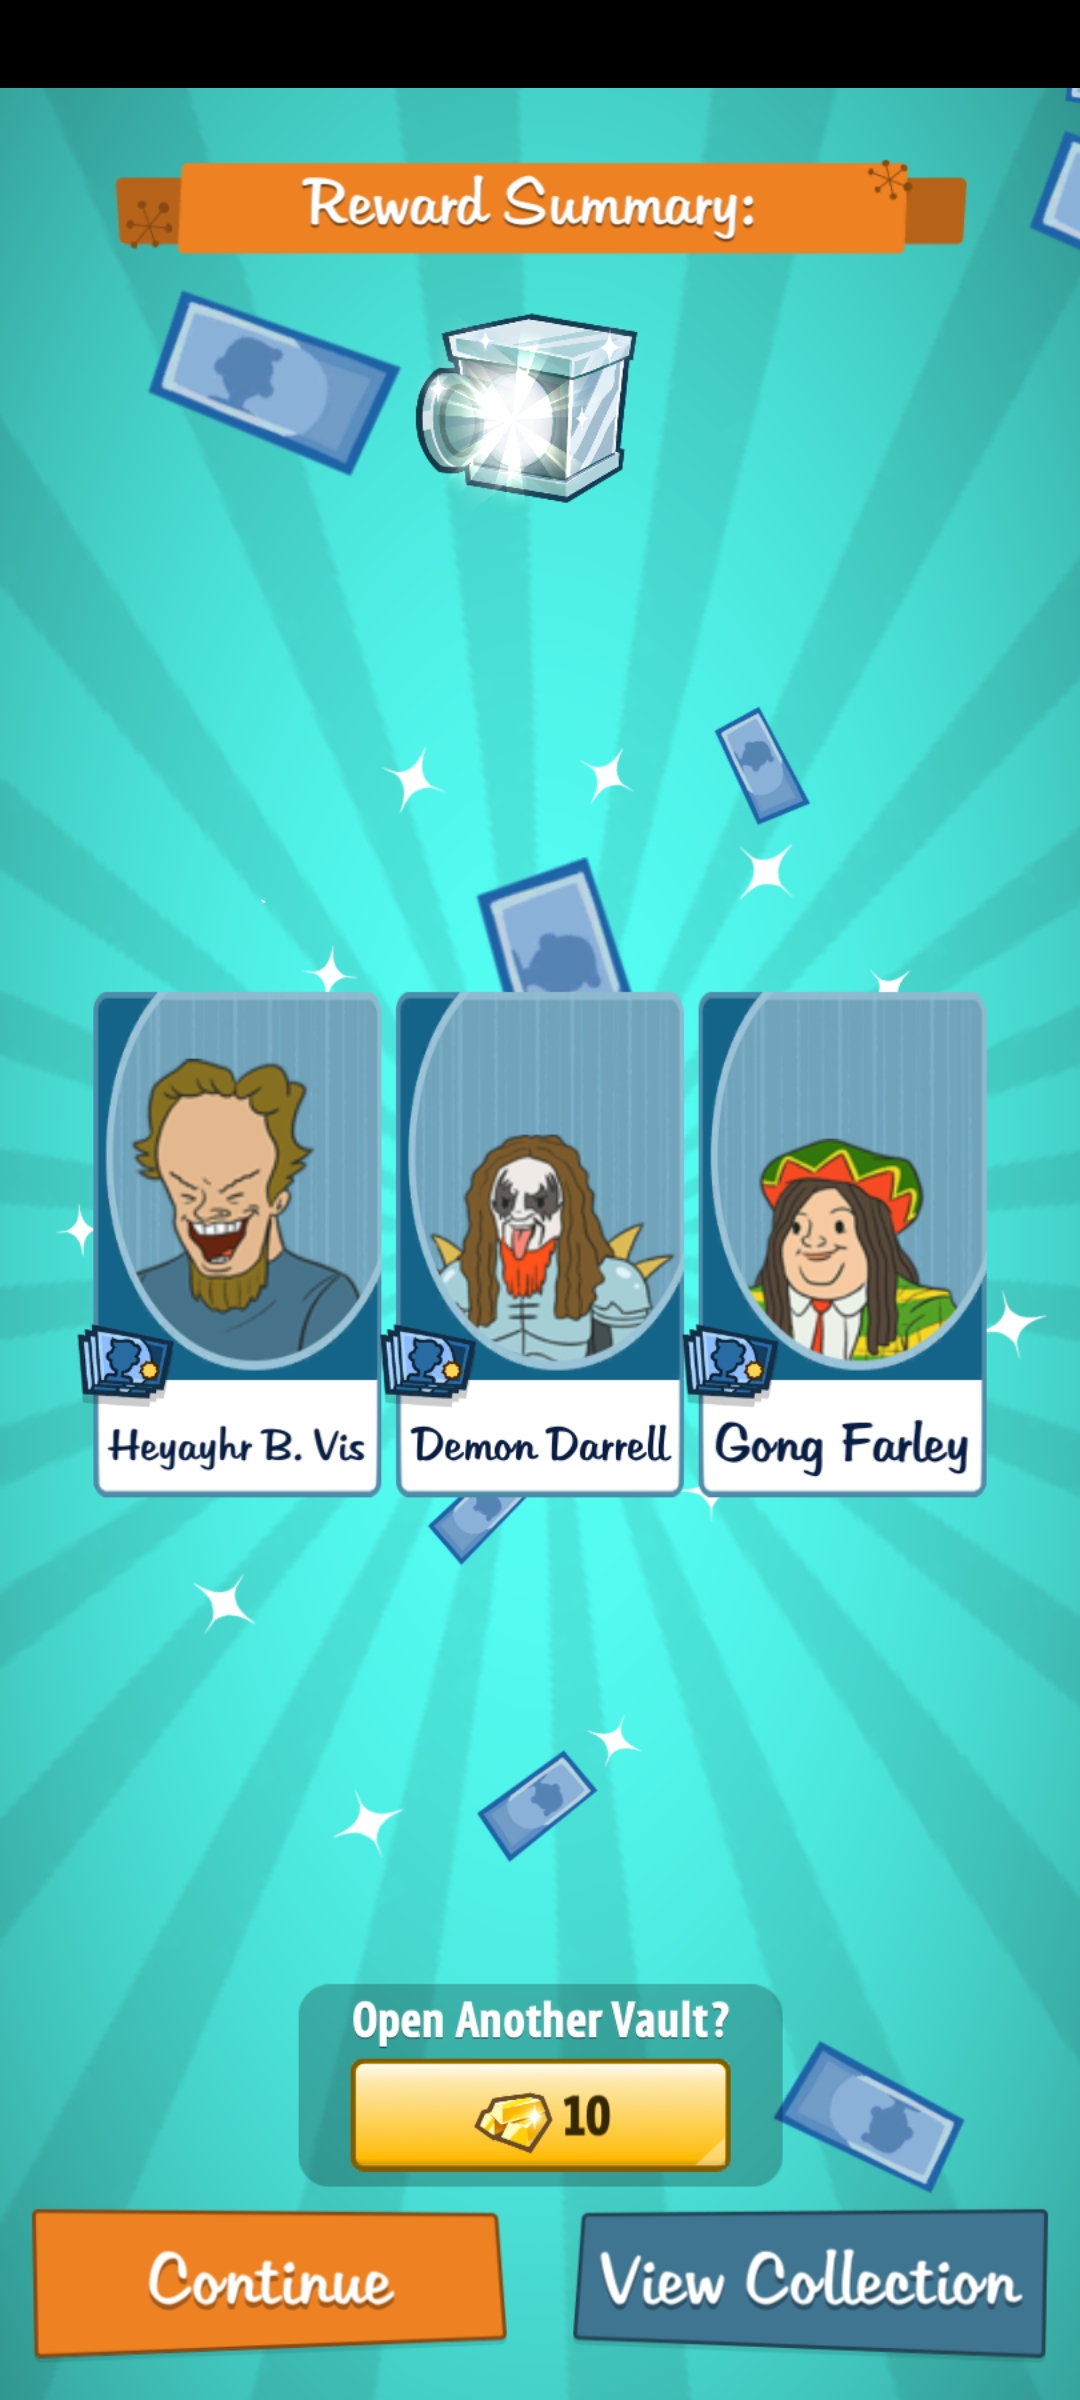 Reward Summary:
Heyayhr B. Vis
Demon Darrell
Gong Farley
Open Another Vault?
10
Continue
View Collection